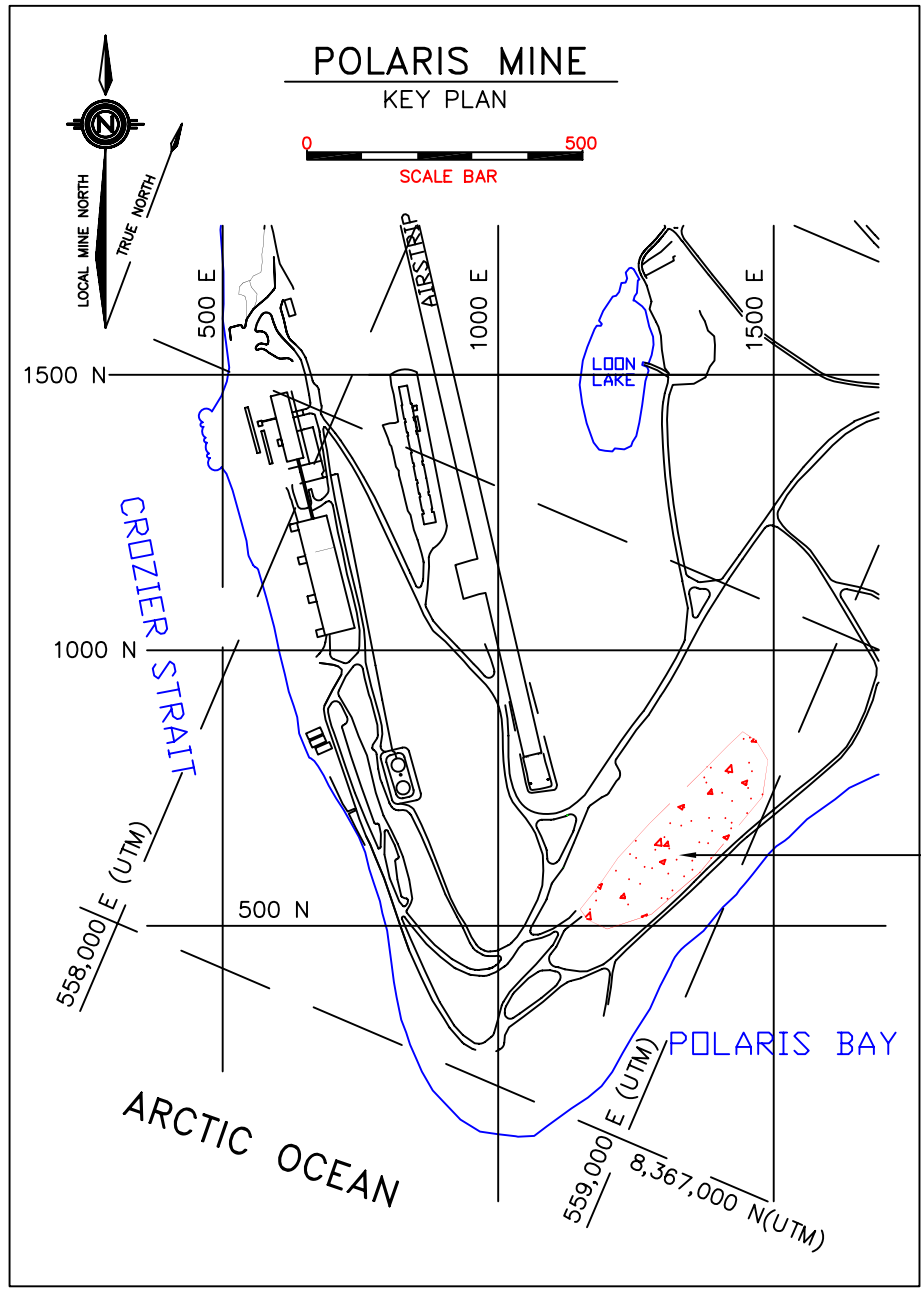 POLARIS MINE
KEY PLAN
N
0 500
SCALE BAR
LOCAL MINE NORTH
TRUE NORTH
AIRSTRIP
500 E
1000 E
1500 E
1500 N
LOON
LAKE
CROZIER STRAIT
1000 N
500 N
558,000 E (UTM)
POLARIS BAY
559,000 E (UTM)
8,367,000 N(UTM)
ARCTIC OCEAN